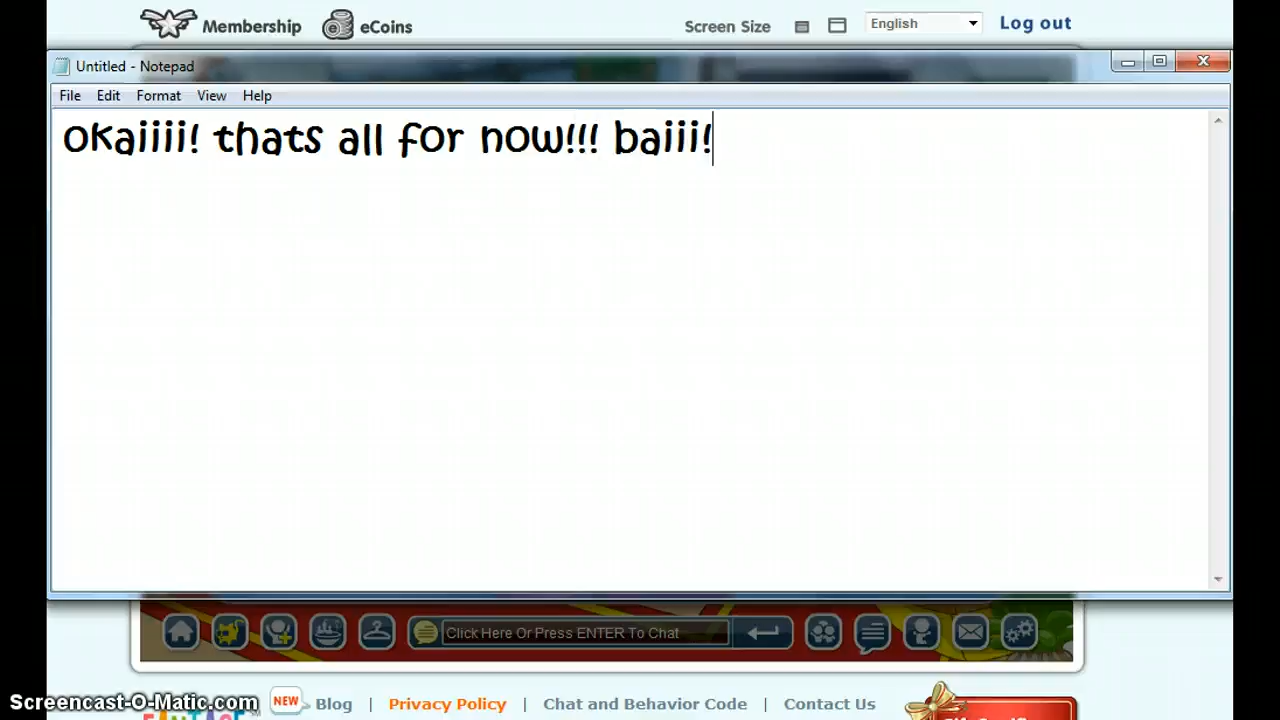 Membership eCoins Screen Size English Log out
Untitled - Notepad
File Edit Format View Help
okaiiii! thats all for now!!! baiii!
Click Here Or Press ENTER To Chat
Screencast-O-Matic.com NEW Blog | Privacy Policy | Chat and Behavior Code | Contact Us